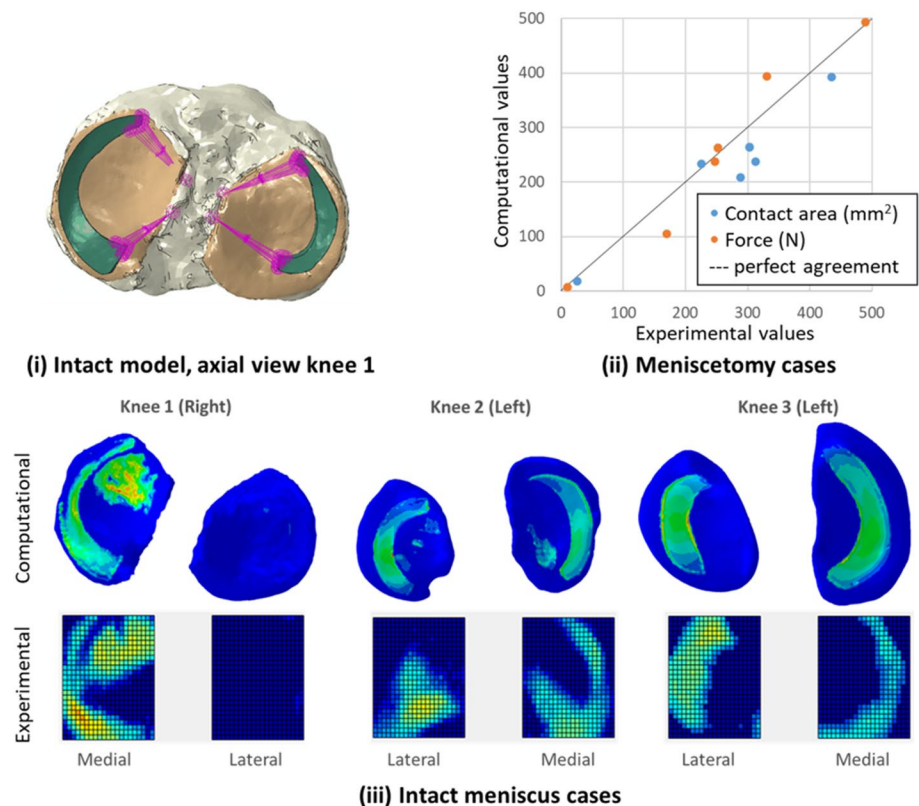 500
400
300
200
100
0
Computational values
0 100 200 300 400 500
Experimental values
Contact area (mm²)
Force (N)
--- perfect agreement
(i) Intact model, axial view knee 1
(ii) Meniscetomy cases
Knee 1 (Right) Knee 2 (Left) Knee 3 (Left)
Computational
Experimental
Medial Lateral Lateral Medial Lateral Medial
(iii) Intact meniscus cases